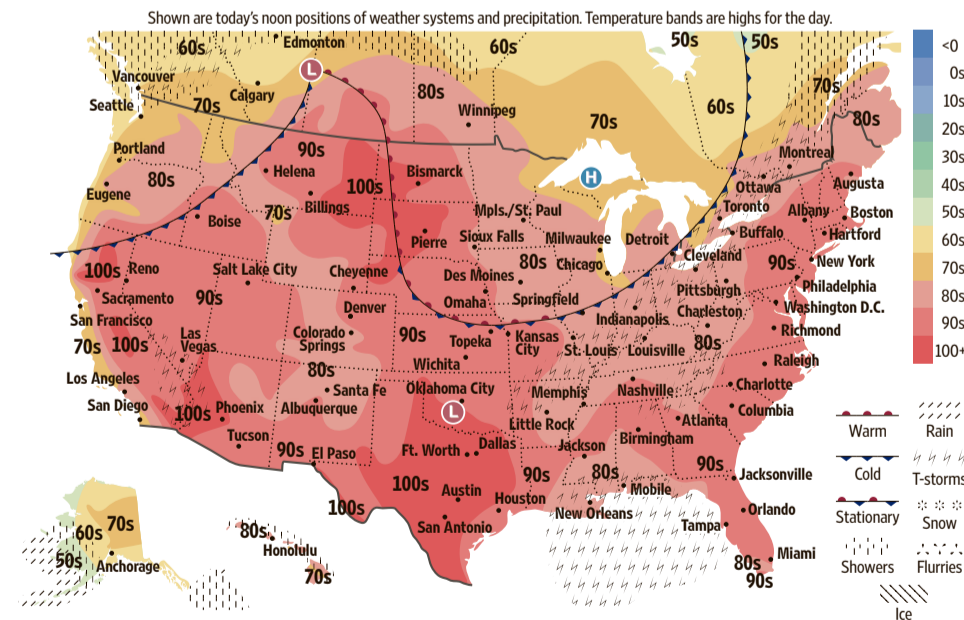 Shown are today's noon positions of weather systems and precipitation. Temperature bands are highs for the day.
60s
Edmonton
60s
50s
50s
<0
0s
10s
20s
30s
40s
50s
60s
70s
80s
90s
100+
L
Vancouver
Calgary
80s
70s
Seattle
70s
Winnipeg
60s
70s
80s
Portland
90s
Montreal
Helena
80s
100s
Bismarck
H
Ottawa
Augusta
Eugene
Billings
70s
Boise
Mpls./St. Paul
Toronto
Albany
Boston
Pierre
Sioux Falls
Milwaukee
Detroit
Buffalo
Hartford
100s
Reno
Salt Lake City
Cheyenne
Des Moines
80s
Chicago
Cleveland
90s
New York
Sacramento
90s
Denver
Omaha
Springfield
Pittsburgh
Philadelphia
San Francisco
Indianapolis
Charleston
Washington D.C.
Las
Vegas
Colorado
Springs
90s
Topeka
Kansas
City
Richmond
70s
100s
St. Louis
Louisville
80s
Wichita
Raleigh
80s
Los Angeles
Santa Fe
Oklahoma City
Memphis
Nashville
Charlotte
San Diego
100s
Phoenix
Albuquerque
L
Little Rock
Atlanta
Columbia
Tucson
90s
El Paso
Ft. Worth
Dallas
Jackson
Birmingham
90s
80s
90s
Jacksonville
100s
Austin
Houston
Mobile
100s
San Antonio
New Orleans
Orlando
Tampa
Miami
80s
90s
70s
60s
50s
Anchorage
80s
Honolulu
70s
Warm
Rain
Cold
T-storms
Stationary
Snow
Showers
Flurries
Ice